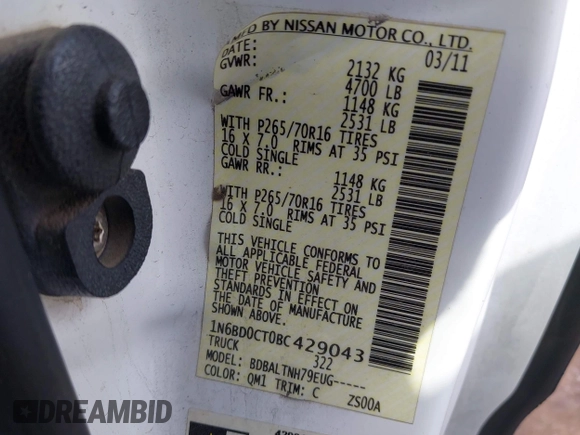 MFD BY NISSAN MOTOR CO., LTD.
DATE: 03/11
GVWR: 2132 KG
4700 LB
GAWR FR.: 1148 KG
2531 LB
WITH P265/70R16 TIRES
16 X 7.0 RIMS AT 35 PSI
COLD SINGLE
GAWR RR.: 1148 KG
2531 LB
WITH P265/70R16 TIRES
16 X 7.0 RIMS AT 35 PSI
COLD SINGLE
THIS VEHICLE CONFORMS TO
ALL APPLICABLE FEDERAL
MOTOR VEHICLE SAFETY AND
THEFT PREVENTION
STANDARDS IN EFFECT ON
THE DATE OF MANUFACTURE
SHOWN ABOVE.
1N6BD0CT0BC429043
TRUCK 322
MODEL: BDBALTNH79EUG-----
COLOR: QM1 TRIM: C ZS00A
DREAMBID